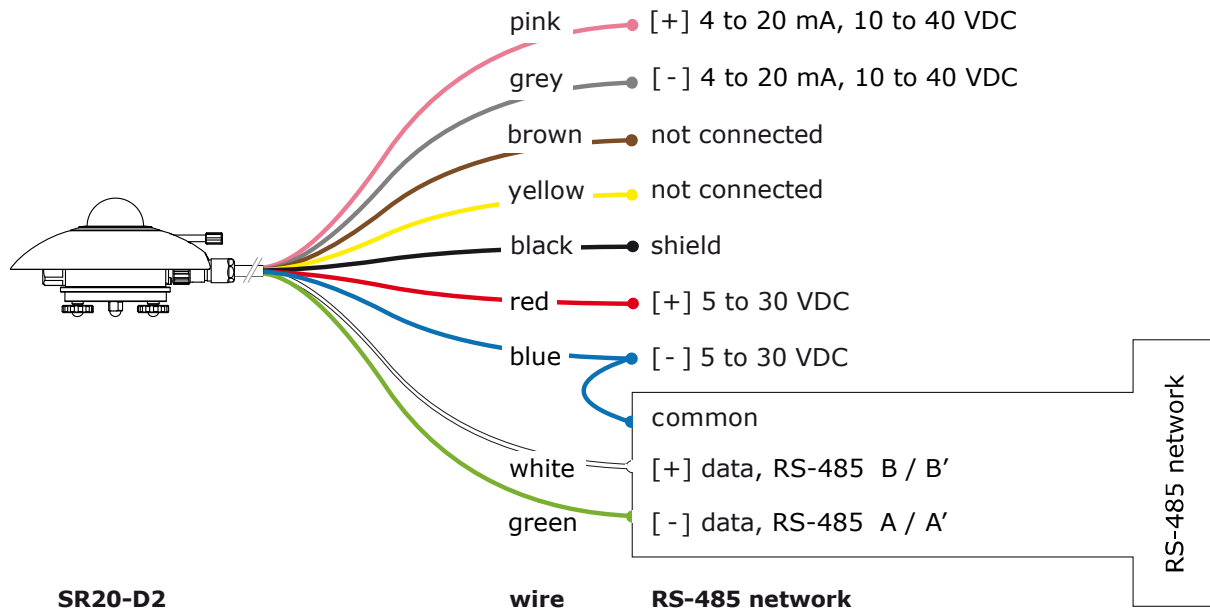 pink [+] 4 to 20 mA, 10 to 40 VDC
grey [-] 4 to 20 mA, 10 to 40 VDC
brown not connected
yellow not connected
black shield
red [+] 5 to 30 VDC
blue [-] 5 to 30 VDC
common
white [+] data, RS-485 B / B’
green [-] data, RS-485 A / A’
RS-485 network
SR20-D2 wire RS-485 network